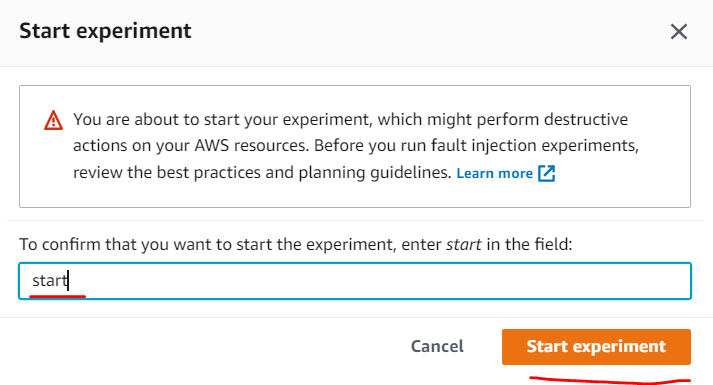 Start experiment
You are about to start your experiment, which might perform destructive
actions on your AWS resources. Before you run fault injection experiments,
review the best practices and planning guidelines. Learn more
To confirm that you want to start the experiment, enter start in the field:
start
Cancel
Start experiment